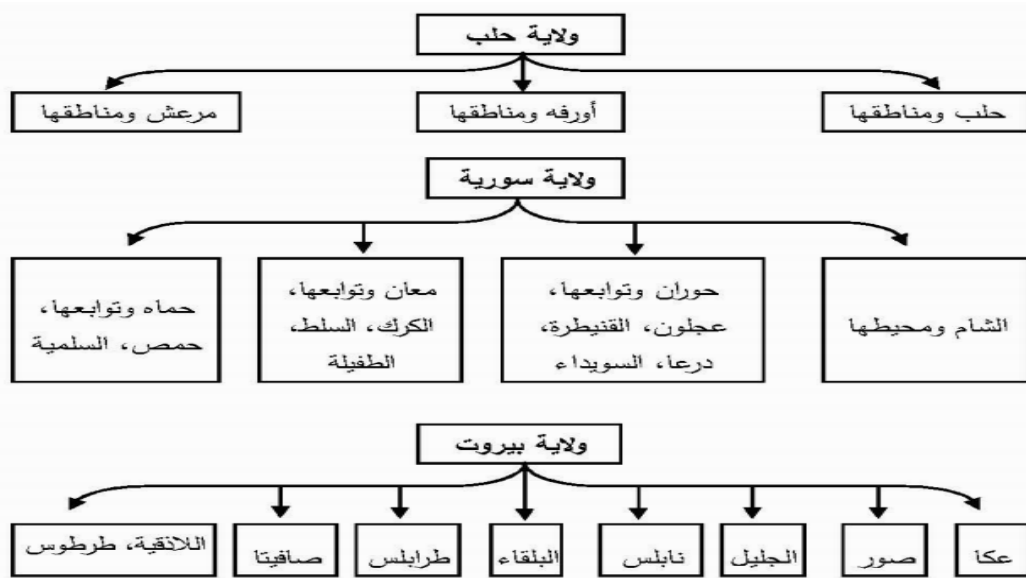 ولاية حلب
حلب ومناطقها
أورفه ومناطقها
مرعش ومناطقها
ولاية سورية
الشام ومحيطها
حوران وتوابعها،
عجلون، القنيطرة،
درعا، السويداء
معان وتوابعها،
الكرك، السلط،
الطفيلة
حماه وتوابعها،
حمص، السلمية
ولاية بيروت
عكا
صور
الجليل
نابلس
البلقاء
طرابلس
صافيتا
اللاذقية، طرطوس